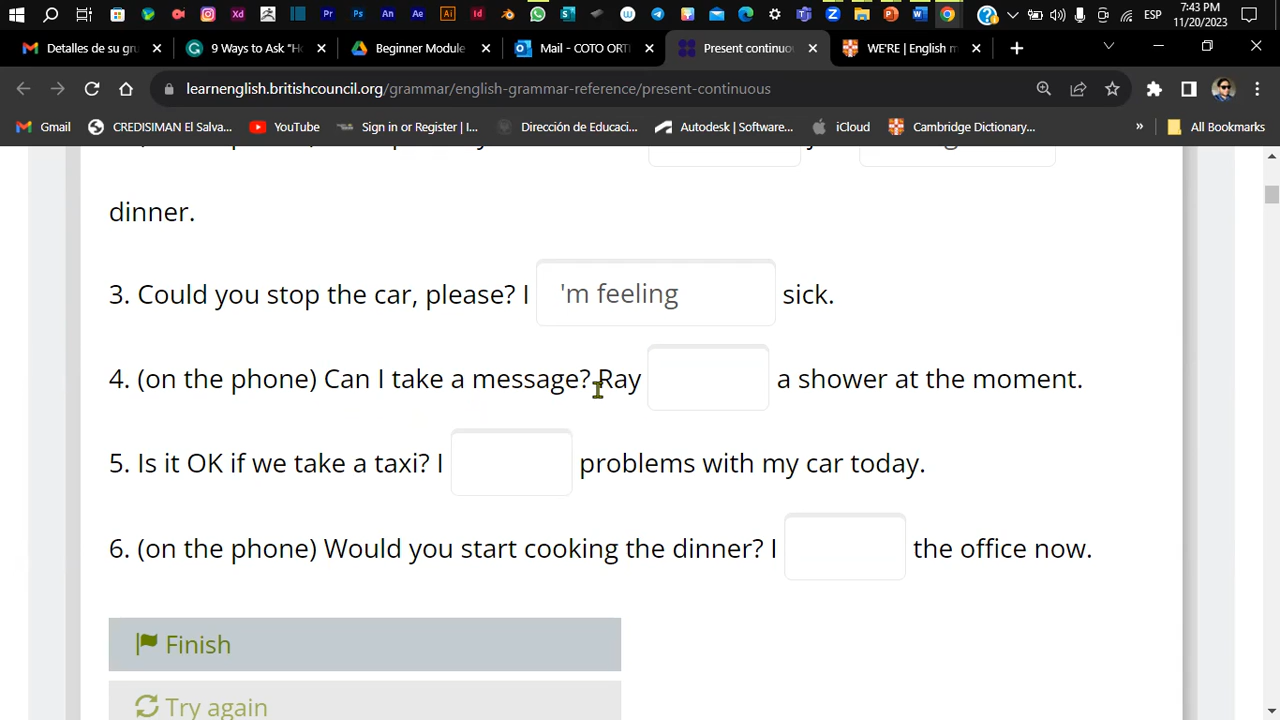 7:43 PM
ESP
11/20/2023
Detalles de su gru
9 Ways to Ask "Ho
Beginner Module
Mail - COTO ORTI
Present continuou
WE'RE | English m
learnenglish.britishcouncil.org/grammar/english-grammar-reference/present-continuous
Gmail
CREDISIMAN El Salva...
YouTube
Sign in or Register | I...
Dirección de Educaci...
Autodesk | Software...
iCloud
Cambridge Dictionary...
»
All Bookmarks
dinner.
3. Could you stop the car, please? I 'm feeling sick.
4. (on the phone) Can I take a message? Ray a shower at the moment.
5. Is it OK if we take a taxi? I problems with my car today.
6. (on the phone) Would you start cooking the dinner? I the office now.
Finish
Try again